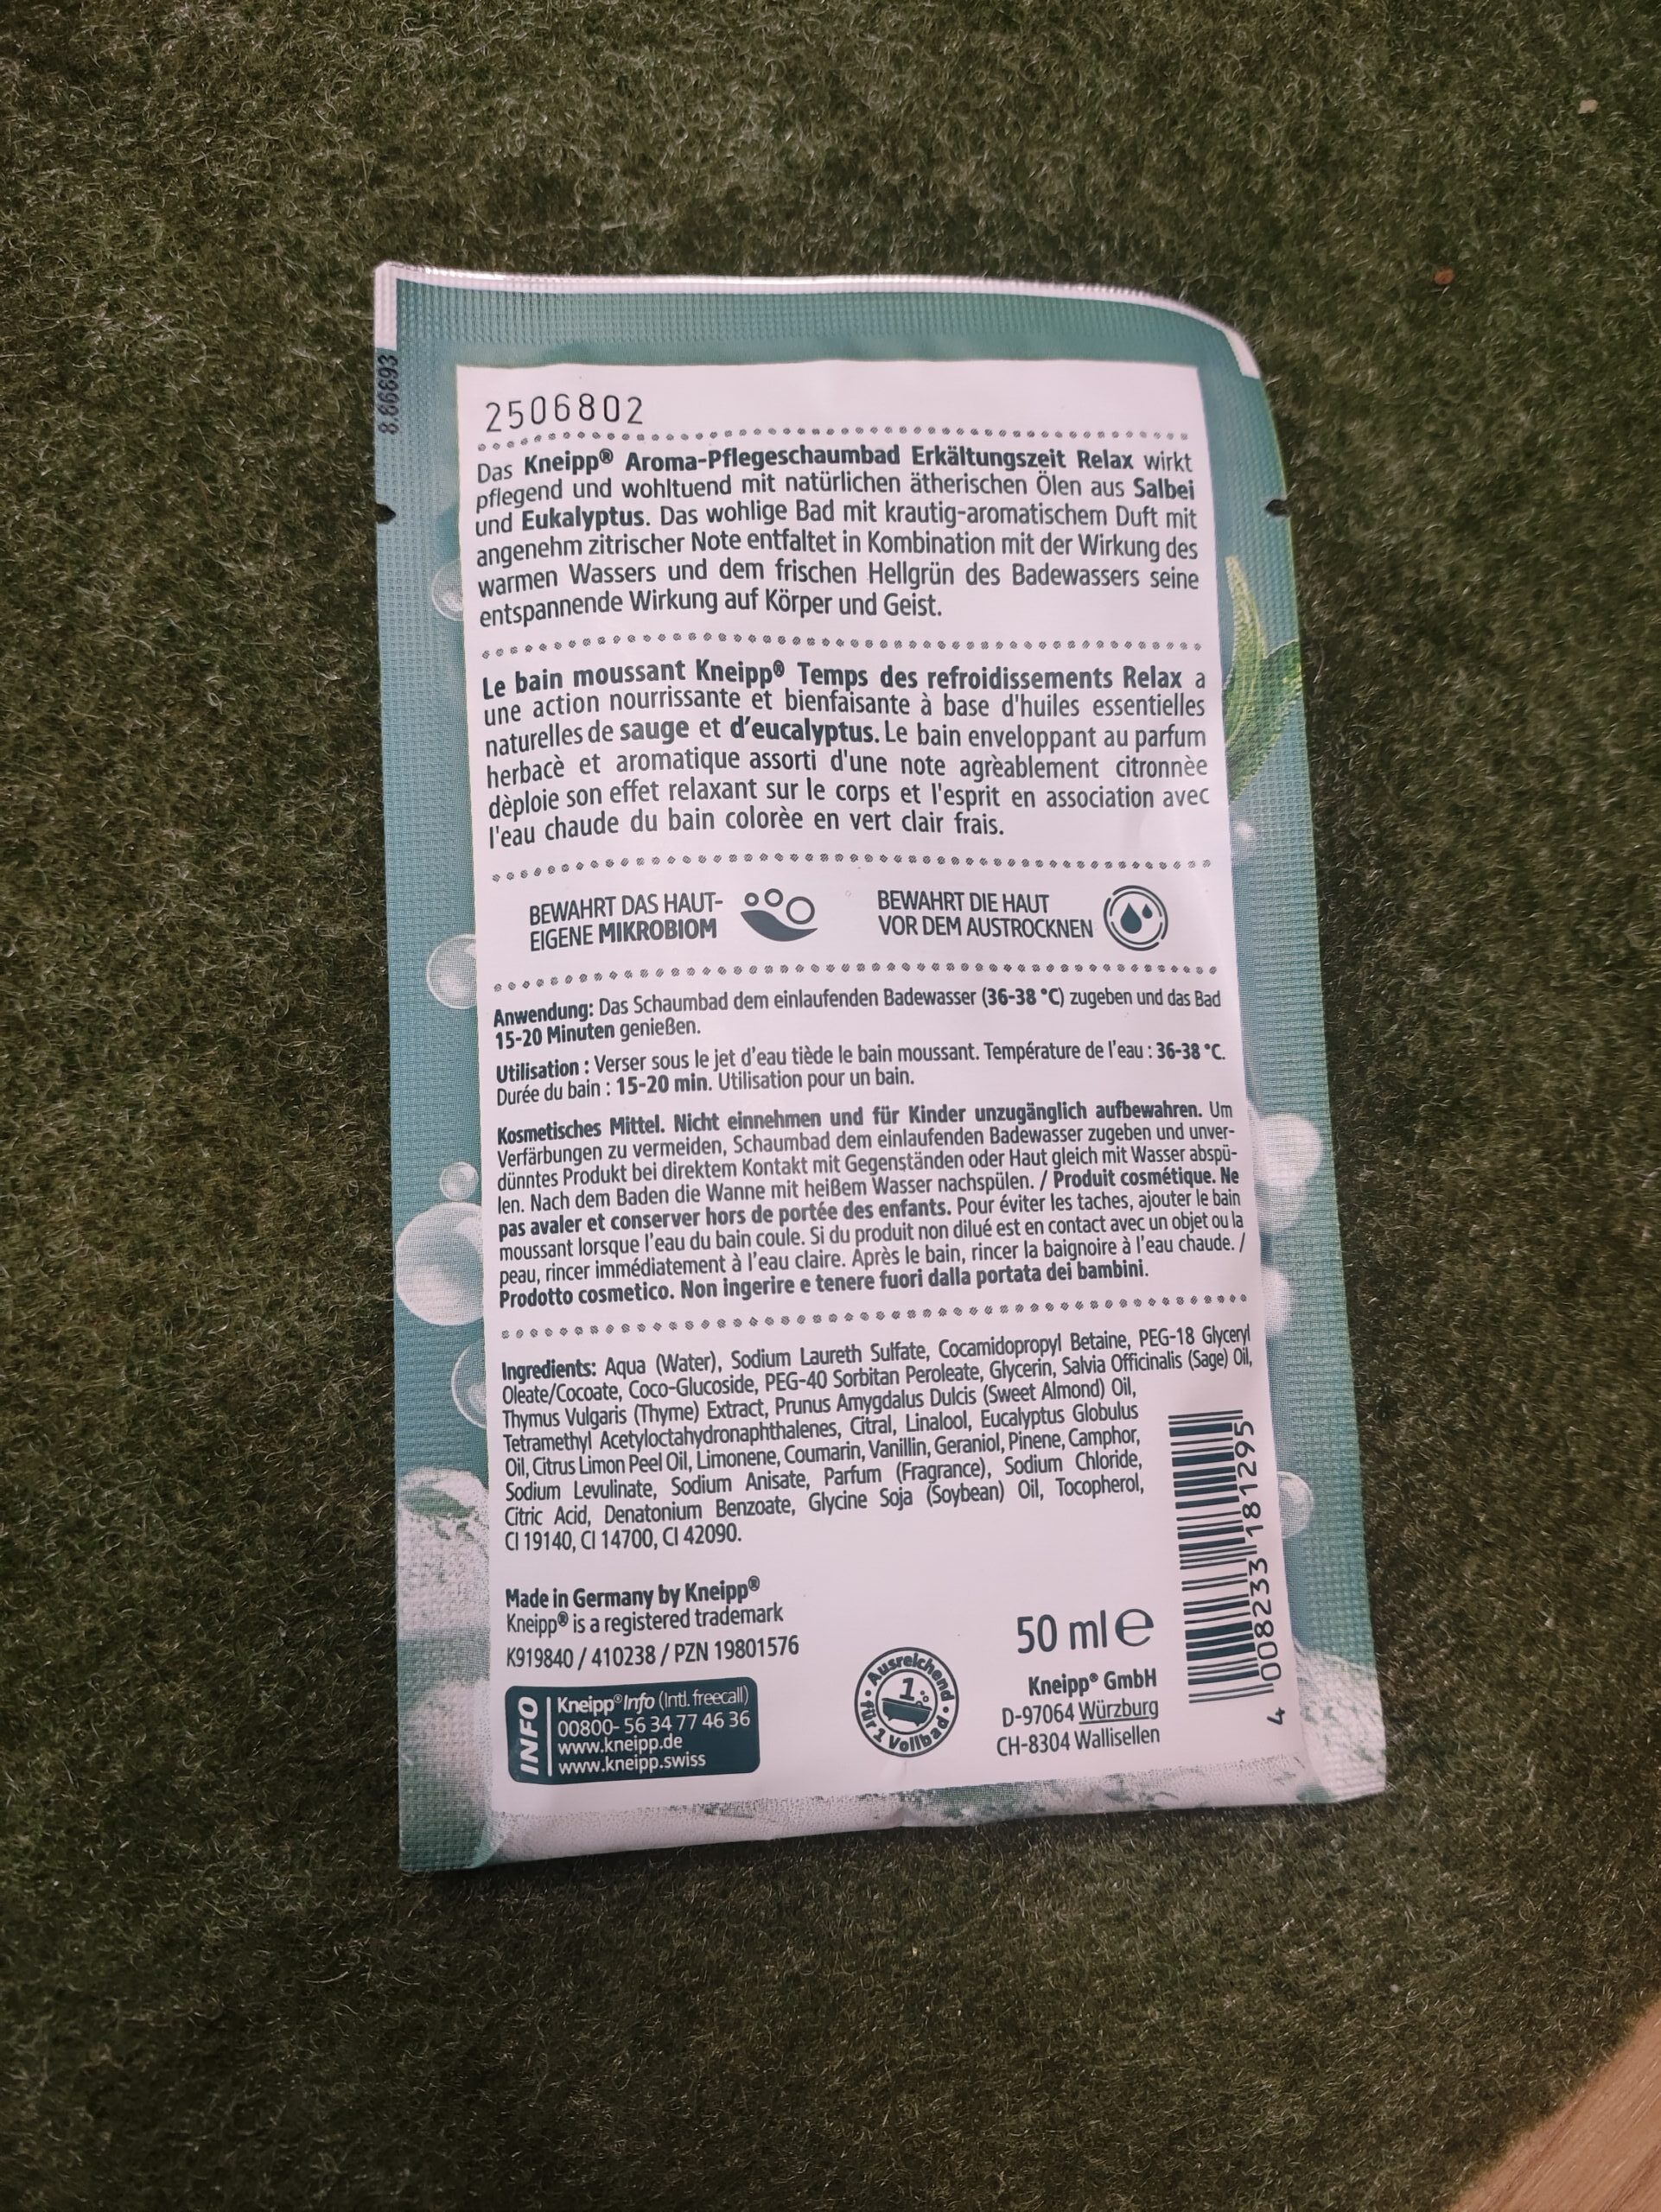 8.66693
2506802
Das Kneipp® Aroma-Pflegeschaumbad Erkältungszeit Relax wirkt
pflegend und wohltuend mit natürlichen ätherischen Ölen aus Salbei
und Eukalyptus. Das wohlige Bad mit krautig-aromatischem Duft mit
angenehm zitrischer Note entfaltet in Kombination mit der Wirkung des
warmen Wassers und dem frischen Hellgrün des Badewassers seine
entspannende Wirkung auf Körper und Geist.
Le bain moussant Kneipp® Temps des refroidissements Relax a
une action nourrissante et bienfaisante à base d'huiles essentielles
naturelles de sauge et d'eucalyptus. Le bain enveloppant au parfum
herbacè et aromatique assorti d'une note agrèablement citronnèe
dèploie son effet relaxant sur le corps et l'esprit en association avec
l'eau chaude du bain colorèe en vert clair frais.
BEWAHRT DAS HAUT-
EIGENE MIKROBIOM
BEWAHRT DIE HAUT
VOR DEM AUSTROCKNEN
Anwendung: Das Schaumbad dem einlaufenden Badewasser (36-38 °C) zugeben und das Bad
15-20 Minuten genießen.
Utilisation : Verser sous le jet d'eau tiède le bain moussant. Température de l'eau : 36-38 °C.
Durée du bain : 15-20 min. Utilisation pour un bain.
Kosmetisches Mittel. Nicht einnehmen und für Kinder unzugänglich aufbewahren. Um
Verfärbungen zu vermeiden, Schaumbad dem einlaufenden Badewasser zugeben und unver-
dünntes Produkt bei direktem Kontakt mit Gegenständen oder Haut gleich mit Wasser abspü-
len. Nach dem Baden die Wanne mit heißem Wasser nachspülen. / Produit cosmétique. Ne
pas avaler et conserver hors de portée des enfants. Pour éviter les taches, ajouter le bain
moussant lorsque l'eau du bain coule. Si du produit non dilué est en contact avec un objet ou la
peau, rincer immédiatement à l'eau claire. Après le bain, rincer la baignoire à l'eau chaude. /
Prodotto cosmetico. Non ingerire e tenere fuori dalla portata dei bambini.
Ingredients: Aqua (Water), Sodium Laureth Sulfate, Cocamidopropyl Betaine, PEG-18 Glyceryl
Oleate/Cocoate, Coco-Glucoside, PEG-40 Sorbitan Peroleate, Glycerin, Salvia Officinalis (Sage) Oil,
Thymus Vulgaris (Thyme) Extract, Prunus Amygdalus Dulcis (Sweet Almond) Oil,
Tetramethyl Acetyloctahydronaphthalenes, Citral, Linalool, Eucalyptus Globulus
Oil, Citrus Limon Peel Oil, Limonene, Coumarin, Vanillin, Geraniol, Pinene, Camphor,
Sodium Levulinate, Sodium Anisate, Parfum (Fragrance), Sodium Chloride,
Citric Acid, Denatonium Benzoate, Glycine Soja (Soybean) Oil, Tocopherol,
CI 19140, CI 14700, CI 42090.
Made in Germany by Kneipp®
Kneipp® is a registered trademark
K919840 / 410238 / PZN 19801576
INFO
Kneipp® Info (Intl. freecall)
00800- 56 34 77 46 36
www.kneipp.de
www.kneipp.swiss
Ausreichend
1
für 1 Vollbad
50 ml e
Kneipp® GmbH
D-97064 Würzburg
CH-8304 Wallisellen
4 008233 181295